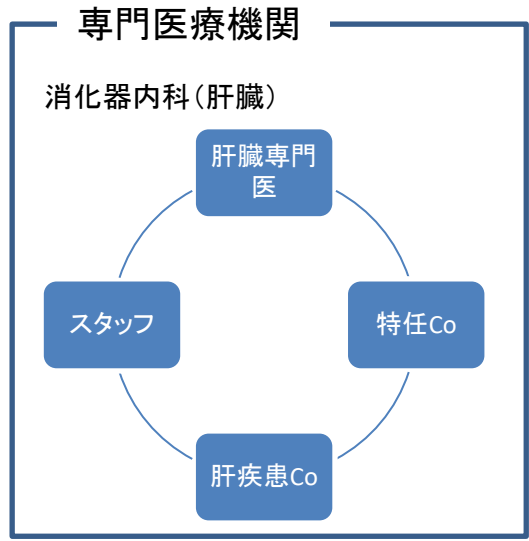 専門医療機関
消化器内科(肝臓)
肝臓専門
医
スタッフ
特任Co
肝疾患Co